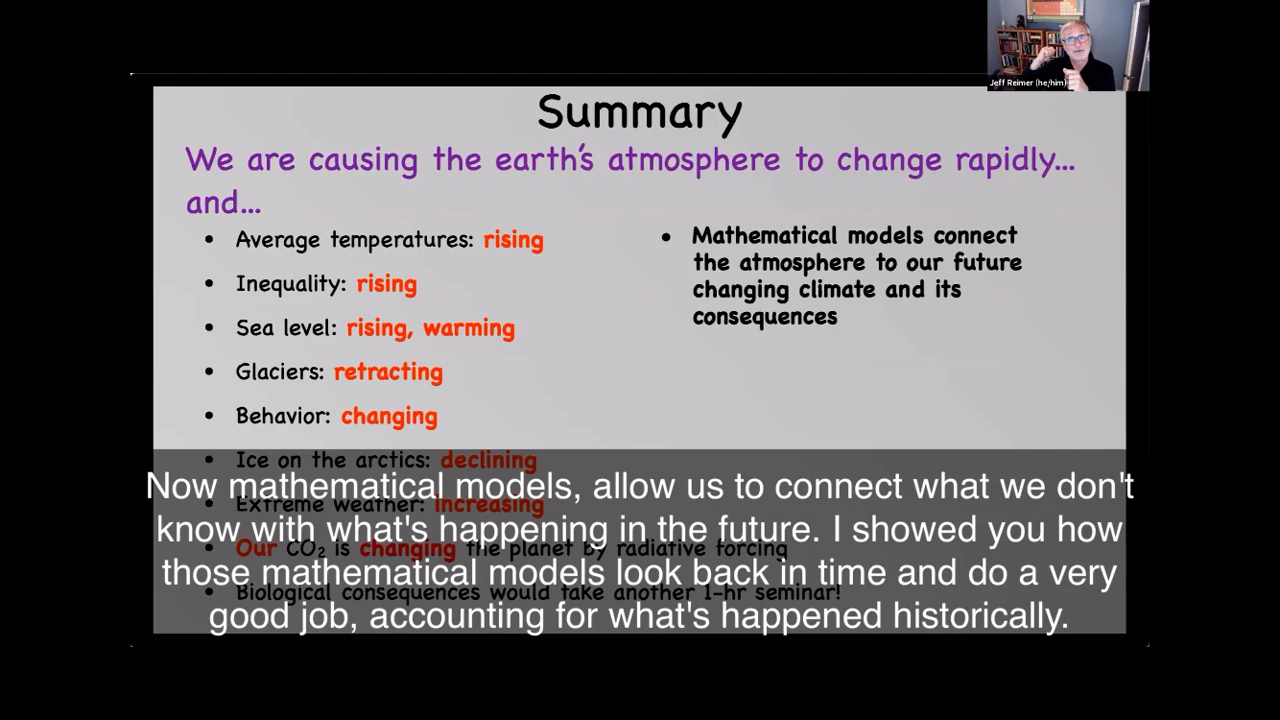 Jeff Reimer (he/him)
Summary
We are causing the earth's atmosphere to change rapidly...
and...
• Average temperatures: rising
• Inequality: rising
• Sea level: rising, warming
• Glaciers: retracting
• Behavior: changing
• Ice on the arctics: declining
• Extreme weather: increasing
• Our CO₂ is changing the planet by radiative forcing
• Biological consequences would take another 1-hr seminar!
• Mathematical models connect
the atmosphere to our future
changing climate and its
consequences
Now mathematical models, allow us to connect what we don't
know with what's happening in the future. I showed you how
those mathematical models look back in time and do a very
good job, accounting for what's happened historically.